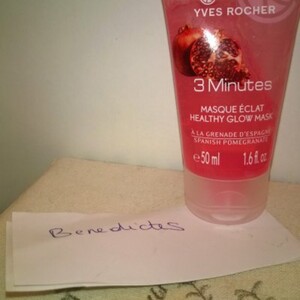 YVES ROCHER
3 Minutes
MASQUE ÉCLAT
HEALTHY GLOW MASK
À LA GRENADE D'ESPAGNE
SPANISH POMEGRANATE
e 50 ml 1.6 fl. oz
Benedictes